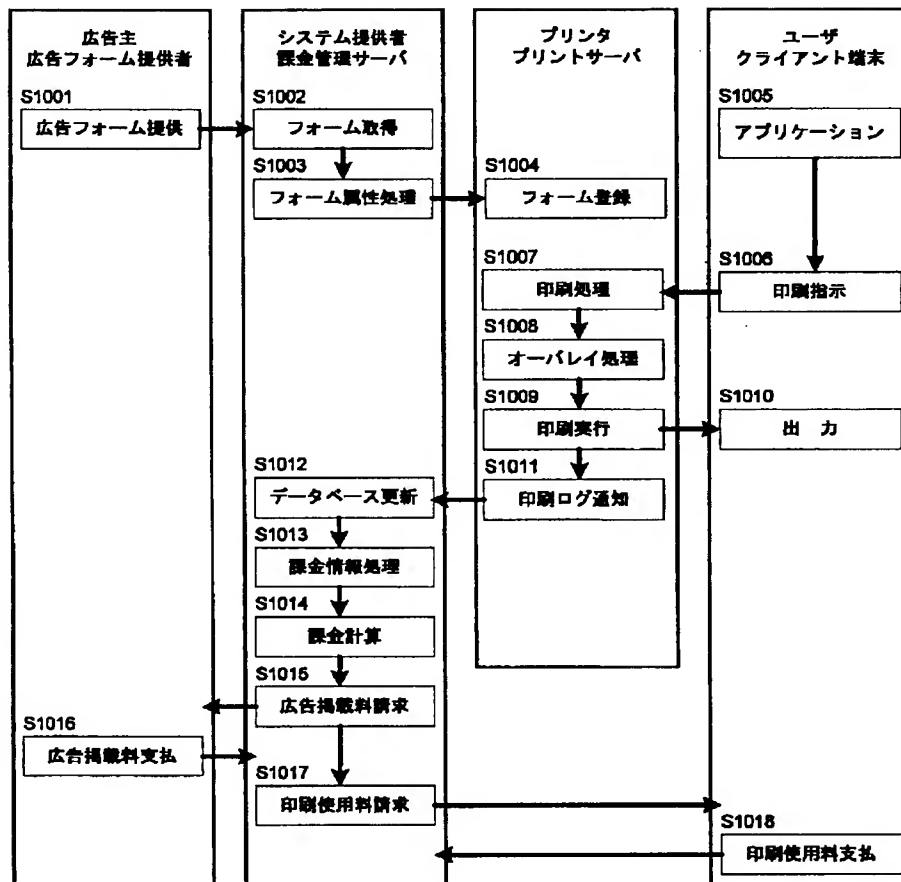 広告主
広告フォーム提供者
システム提供者
課金管理サーバ
プリンタ
プリントサーバ
ユーザ
クライアント端末
S1001
広告フォーム提供
S1002
フォーム取得
S1003
フォーム属性処理
S1004
フォーム登録
S1005
アプリケーション
S1006
印刷指示
S1007
印刷処理
S1008
オーバレイ処理
S1009
印刷実行
S1010
出 力
S1011
印刷ログ通知
S1012
データベース更新
S1013
課金情報処理
S1014
課金計算
S1015
広告掲載料請求
S1016
広告掲載料支払
S1017
印刷使用料請求
S1018
印刷使用料支払